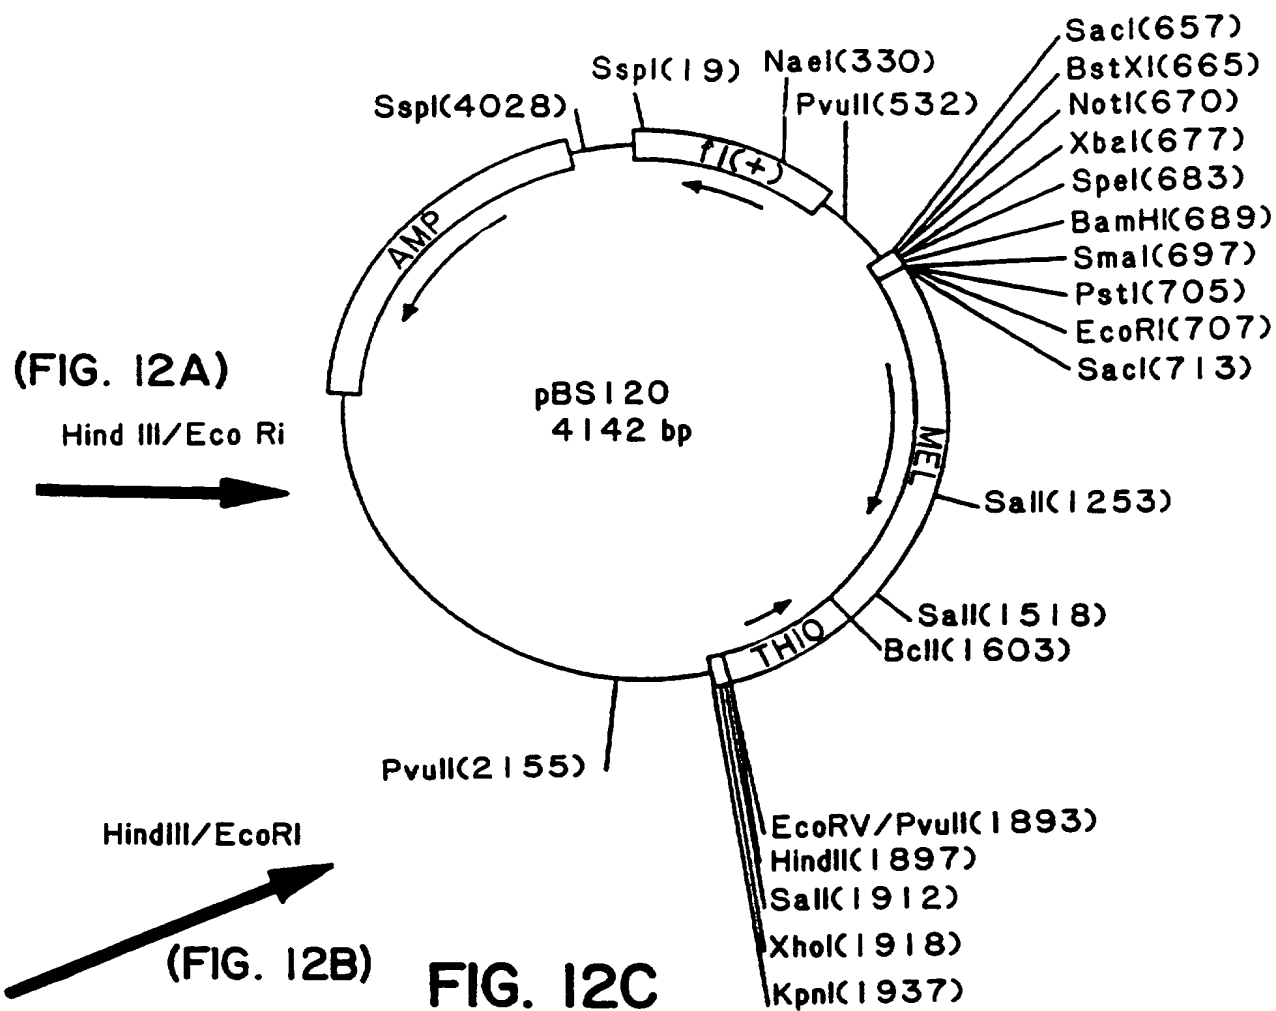 SacI(657)
BstXI(665)
NotI(670)
XbaI(677)
SpeI(683)
BamHI(689)
SmaI(697)
PstI(705)
EcoRI(707)
SacI(713)
SspI(19)
NaeI(330)
SspI(4028)
PvuII(532)
f1(+)
AMP
(FIG. 12A)
Hind III/Eco Ri
pBS120
4142 bp
MEL
SalI(1253)
SalI(1518)
BclI(1603)
THIO
PvuII(2155)
HindIII/EcoRI
EcoRV/PvuII(1893)
HindII(1897)
SalI(1912)
XhoI(1918)
KpnI(1937)
(FIG. 12B)
FIG. 12C